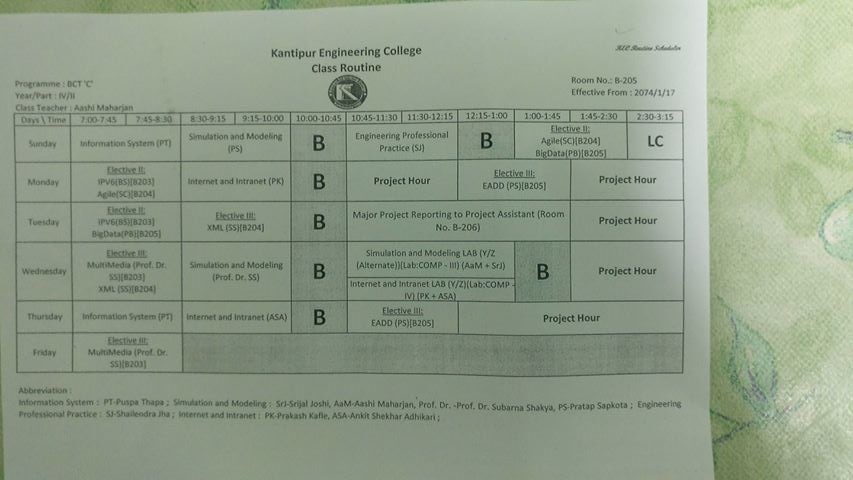 KEC Routine Scheduler
Kantipur Engineering College
Class Routine
Programme : BCT 'C'
Year/Part : IV/II
Class Teacher : Aashi Maharjan
Room No.: B-205
Effective From : 2074/1/17
Days \ Time 7:00-7:45 7:45-8:30 8:30-9:15 9:15-10:00 10:00-10:45 10:45-11:30 11:30-12:15 12:15-1:00 1:00-1:45 1:45-2:30 2:30-3:15
Sunday
Information System (PT)
Simulation and Modeling
(PS)
B
Engineering Professional
Practice (SJ)
B
Elective II:
Agile(SC)[B204]
BigData(PB)[B205]
LC
Monday
Elective II:
IPV6(BS)[B203]
Agile(SC)[B204]
Internet and Intranet (PK)
B
Project Hour
Elective III:
EADD (PS)[B205]
Project Hour
Tuesday
Elective II:
IPV6(BS)[B203]
BigData(PB)[B205]
Elective III:
XML (SS)[B204]
B
Major Project Reporting to Project Assistant (Room
No. B-206)
Project Hour
Wednesday
Elective III:
MultiMedia (Prof. Dr.
SS)[B203]
XML (SS)[B204]
Simulation and Modeling
(Prof. Dr. SS)
B
Simulation and Modeling LAB (Y/Z
(Alternate))(Lab:COMP - III) (AaM + SrJ)
Internet and Intranet LAB (Y/Z)(Lab:COMP -
IV) (PK + ASA)
B
Project Hour
Thursday
Information System (PT)
Internet and Intranet (ASA)
B
Elective III:
EADD (PS)[B205]
Project Hour
Friday
Elective III:
MultiMedia (Prof. Dr.
SS)[B203]
Abbreviation :
Information System : PT-Puspa Thapa ; Simulation and Modeling : SrJ-Srijal Joshi, AaM-Aashi Maharjan, Prof. Dr. -Prof. Dr. Subarna Shakya, PS-Pratap Sapkota ; Engineering
Professional Practice : SJ-Shailendra Jha ; Internet and Intranet : PK-Prakash Kafle, ASA-Ankit Shekhar Adhikari ;